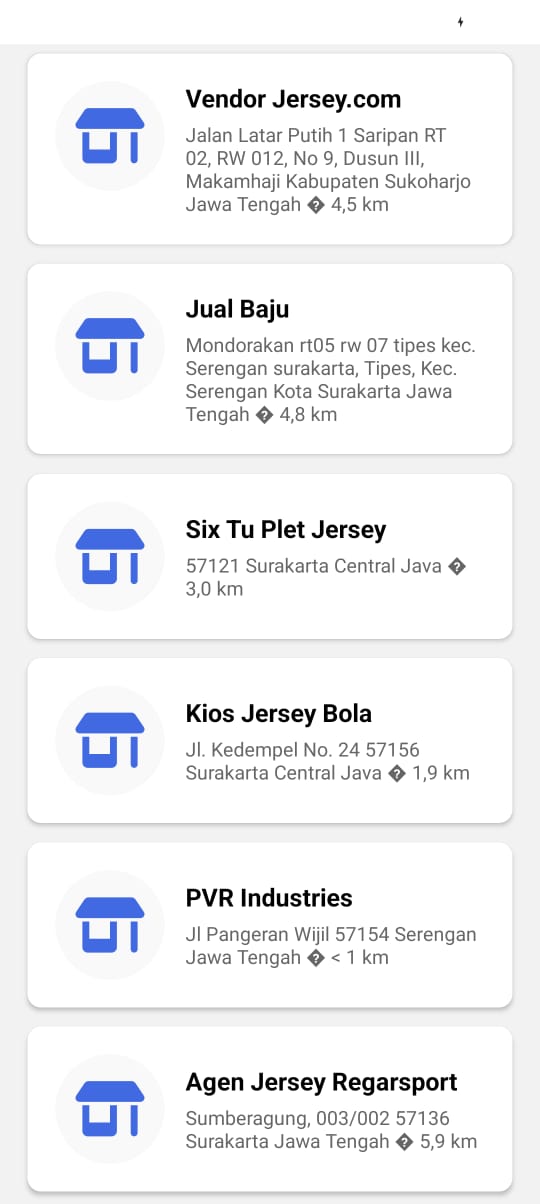 Vendor Jersey.com
Jalan Latar Putih 1 Saripan RT
02, RW 012, No 9, Dusun III,
Makamhaji Kabupaten Sukoharjo
Jawa Tengah � 4,5 km
Jual Baju
Mondorakan rt05 rw 07 tipes kec.
Serengan surakarta, Tipes, Kec.
Serengan Kota Surakarta Jawa
Tengah � 4,8 km
Six Tu Plet Jersey
57121 Surakarta Central Java �
3,0 km
Kios Jersey Bola
Jl. Kedempel No. 24 57156
Surakarta Central Java � 1,9 km
PVR Industries
Jl Pangeran Wijil 57154 Serengan
Jawa Tengah � < 1 km
Agen Jersey Regarsport
Sumberagung, 003/002 57136
Surakarta Jawa Tengah � 5,9 km